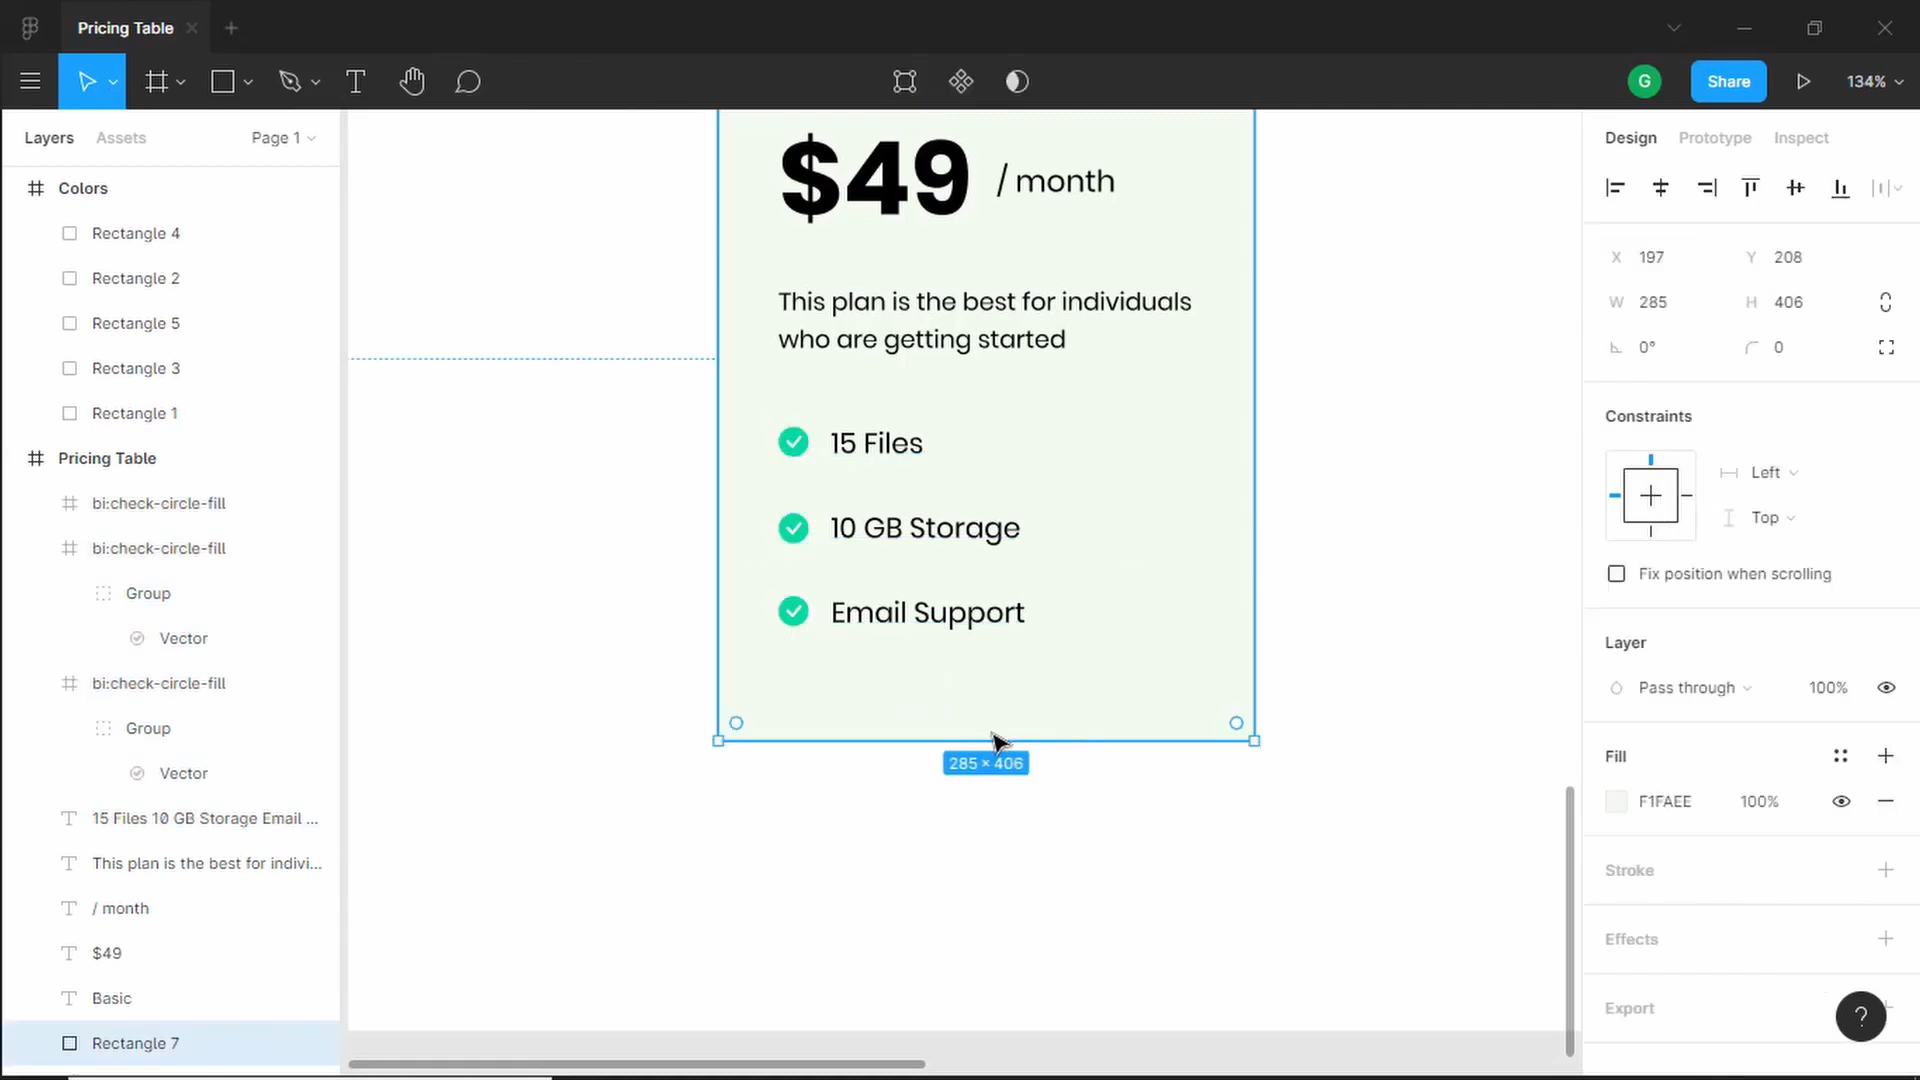 Pricing Table
G
Share
134%
Layers
Assets
Page 1
Colors
Rectangle 4
Rectangle 2
Rectangle 5
Rectangle 3
Rectangle 1
Pricing Table
bi:check-circle-fill
bi:check-circle-fill
Group
Vector
bi:check-circle-fill
Group
Vector
15 Files 10 GB Storage Email ...
This plan is the best for indivi...
/ month
$49
Basic
Rectangle 7
$49 / month
This plan is the best for individuals
who are getting started
15 Files
10 GB Storage
Email Support
285 × 406
Design
Prototype
Inspect
X 197
Y 208
W 285
H 406
0°
0
Constraints
Left
Top
Fix position when scrolling
Layer
Pass through
100%
Fill
F1FAEE
100%
Stroke
Effects
Export
?